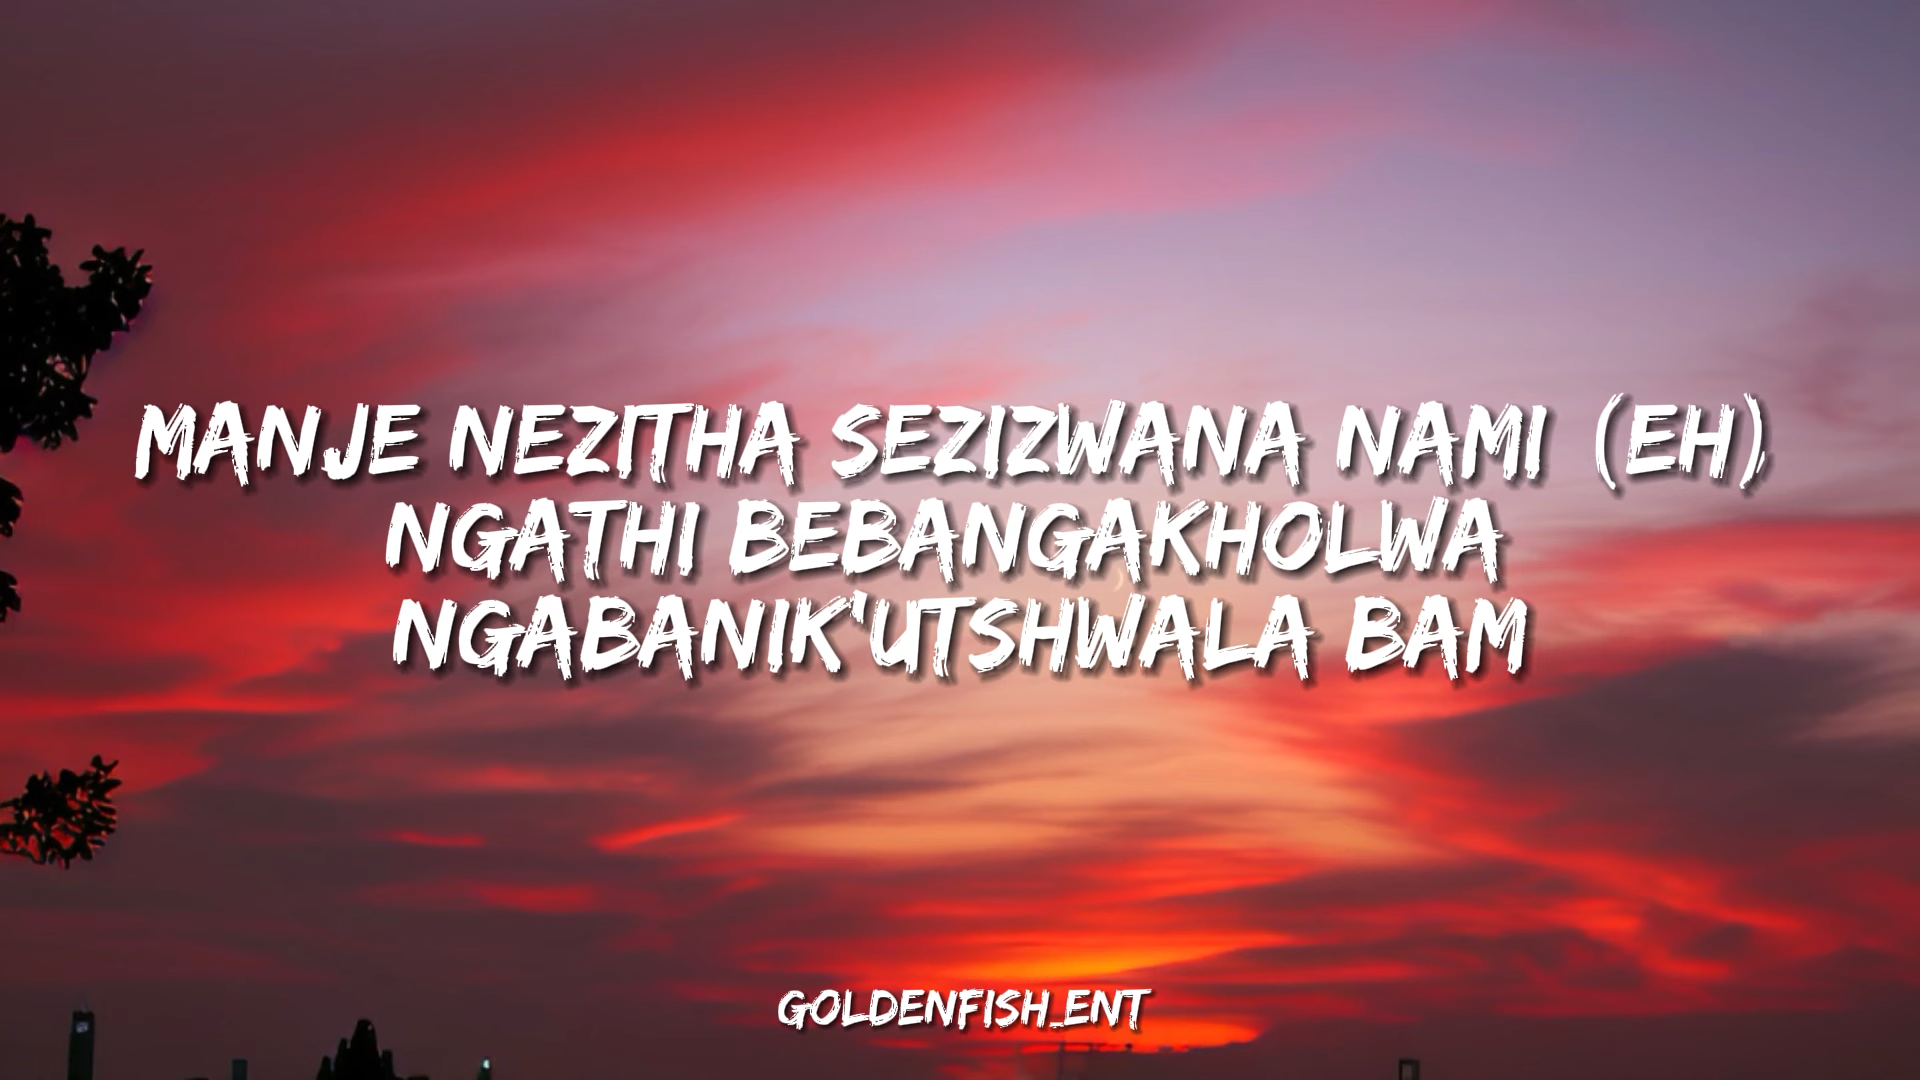 MANJE NEZITHA SEZIZWANA NAMI (EH)
NGATHI BEBANGAKHOLWA
NGABANIK'UTSHWALA BAM
GOLDENFISH_ENT